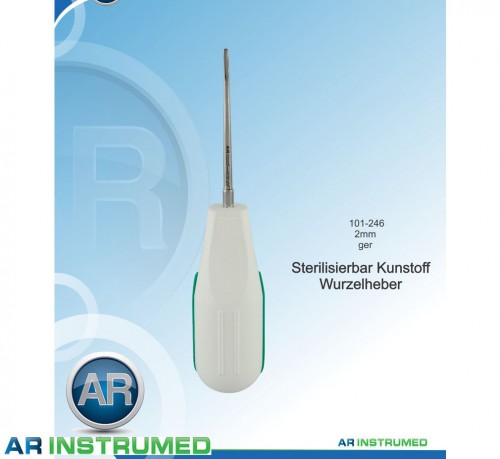 R
101-246
2mm
ger
Sterilisierbar Kunstoff
Wurzelheber
AR
AR INSTRUMED
AR INSTRUMED